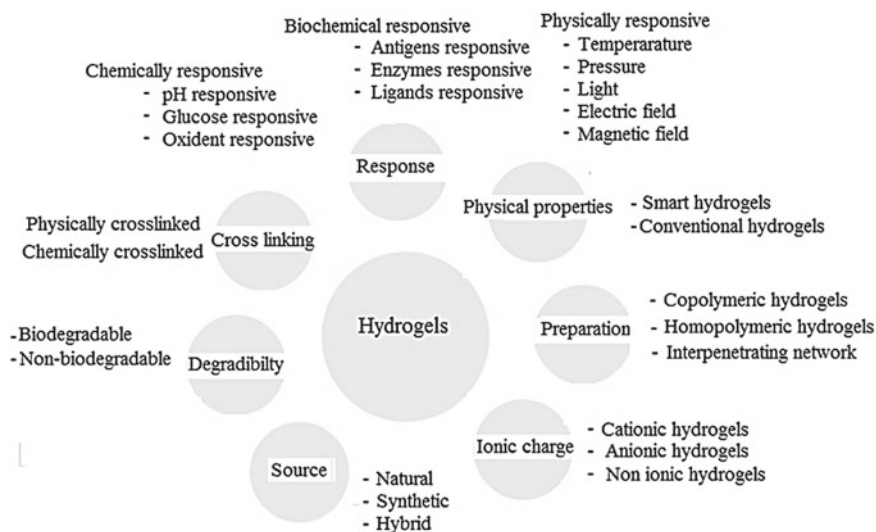 Biochemical responsive
- Antigens responsive
- Enzymes responsive
- Ligands responsive
Physically responsive
- Temperarature
- Pressure
- Light
- Electric field
- Magnetic field
Chemically responsive
- pH responsive
- Glucose responsive
- Oxident responsive
Response
Physical properties
- Smart hydrogels
- Conventional hydrogels
Physically crosslinked
Chemically crosslinked
Cross linking
Hydrogels
Preparation
- Copolymeric hydrogels
- Homopolymeric hydrogels
- Interpenetrating network
-Biodegradable
-Non-biodegradable
Degradibilty
Ionic charge
- Cationic hydrogels
- Anionic hydrogels
- Non ionic hydrogels
Source
- Natural
- Synthetic
- Hybrid